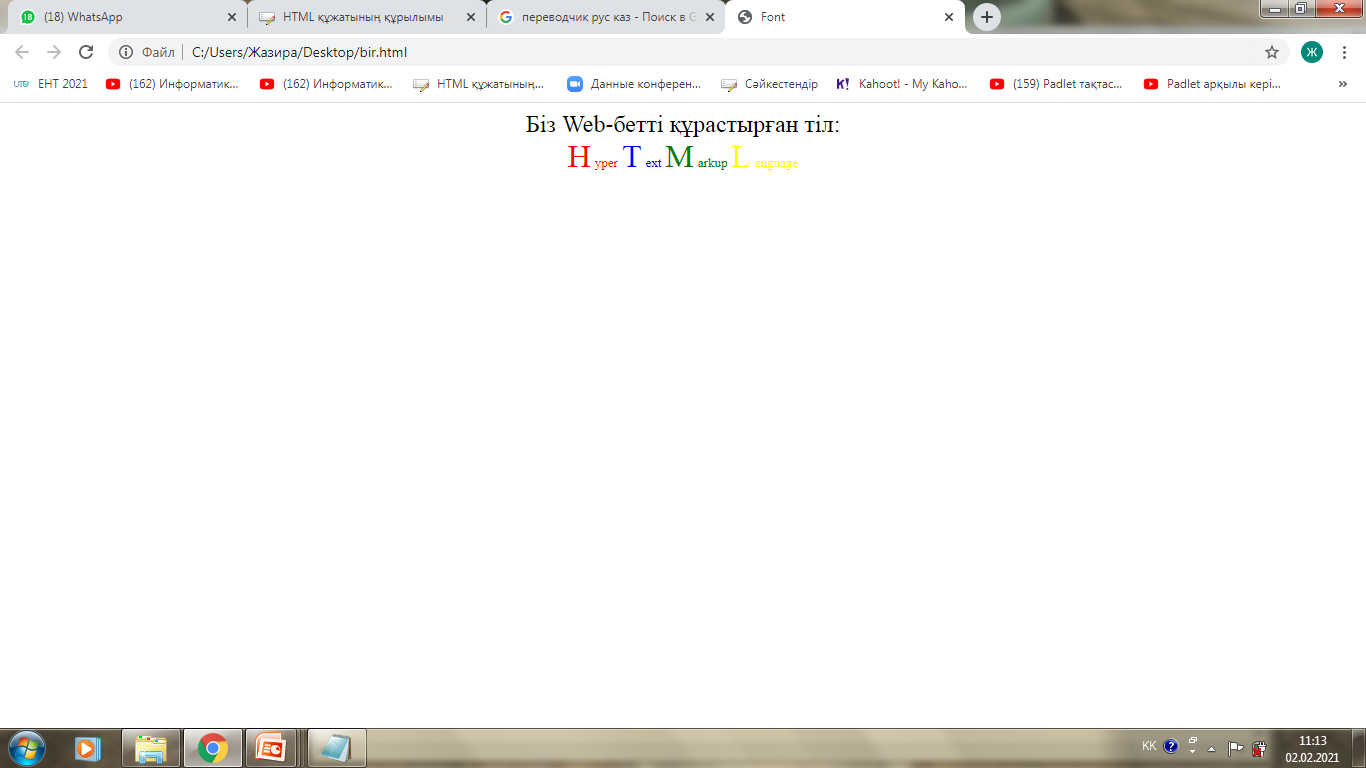 (18) WhatsApp
HTML құжатының құрылымы
переводчик рус каз - Поиск в G
Font
Файл C:/Users/Жазира/Desktop/bir.html
Ж
ЕНТ 2021
(162) Информатик...
(162) Информатик...
HTML құжатының...
Данные конферен...
Сәйкестендір
K! Kahoot! - My Kaho...
(159) Padlet тақтас...
Padlet арқылы кері...
Біз Web-бетті құрастырған тіл:
H yper T ext M arkup L anguage
KK
11:13
02.02.2021